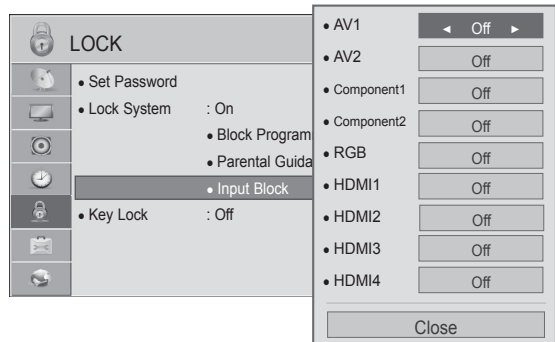 LOCK
• Set Password
• Lock System : On
• Block Program
• Parental Guida
• Input Block
• Key Lock : Off
• AV1 ◄ Off ►
• AV2 Off
• Component1 Off
• Component2 Off
• RGB Off
• HDMI1 Off
• HDMI2 Off
• HDMI3 Off
• HDMI4 Off
Close